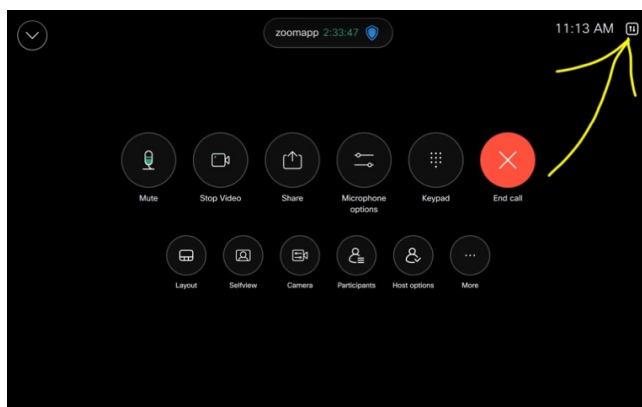 zoomapp 2:33:47
11:13 AM
Mute
Stop Video
Share
Microphone
options
Keypad
End call
Layout
Selfview
Camera
Participants
Host options
More